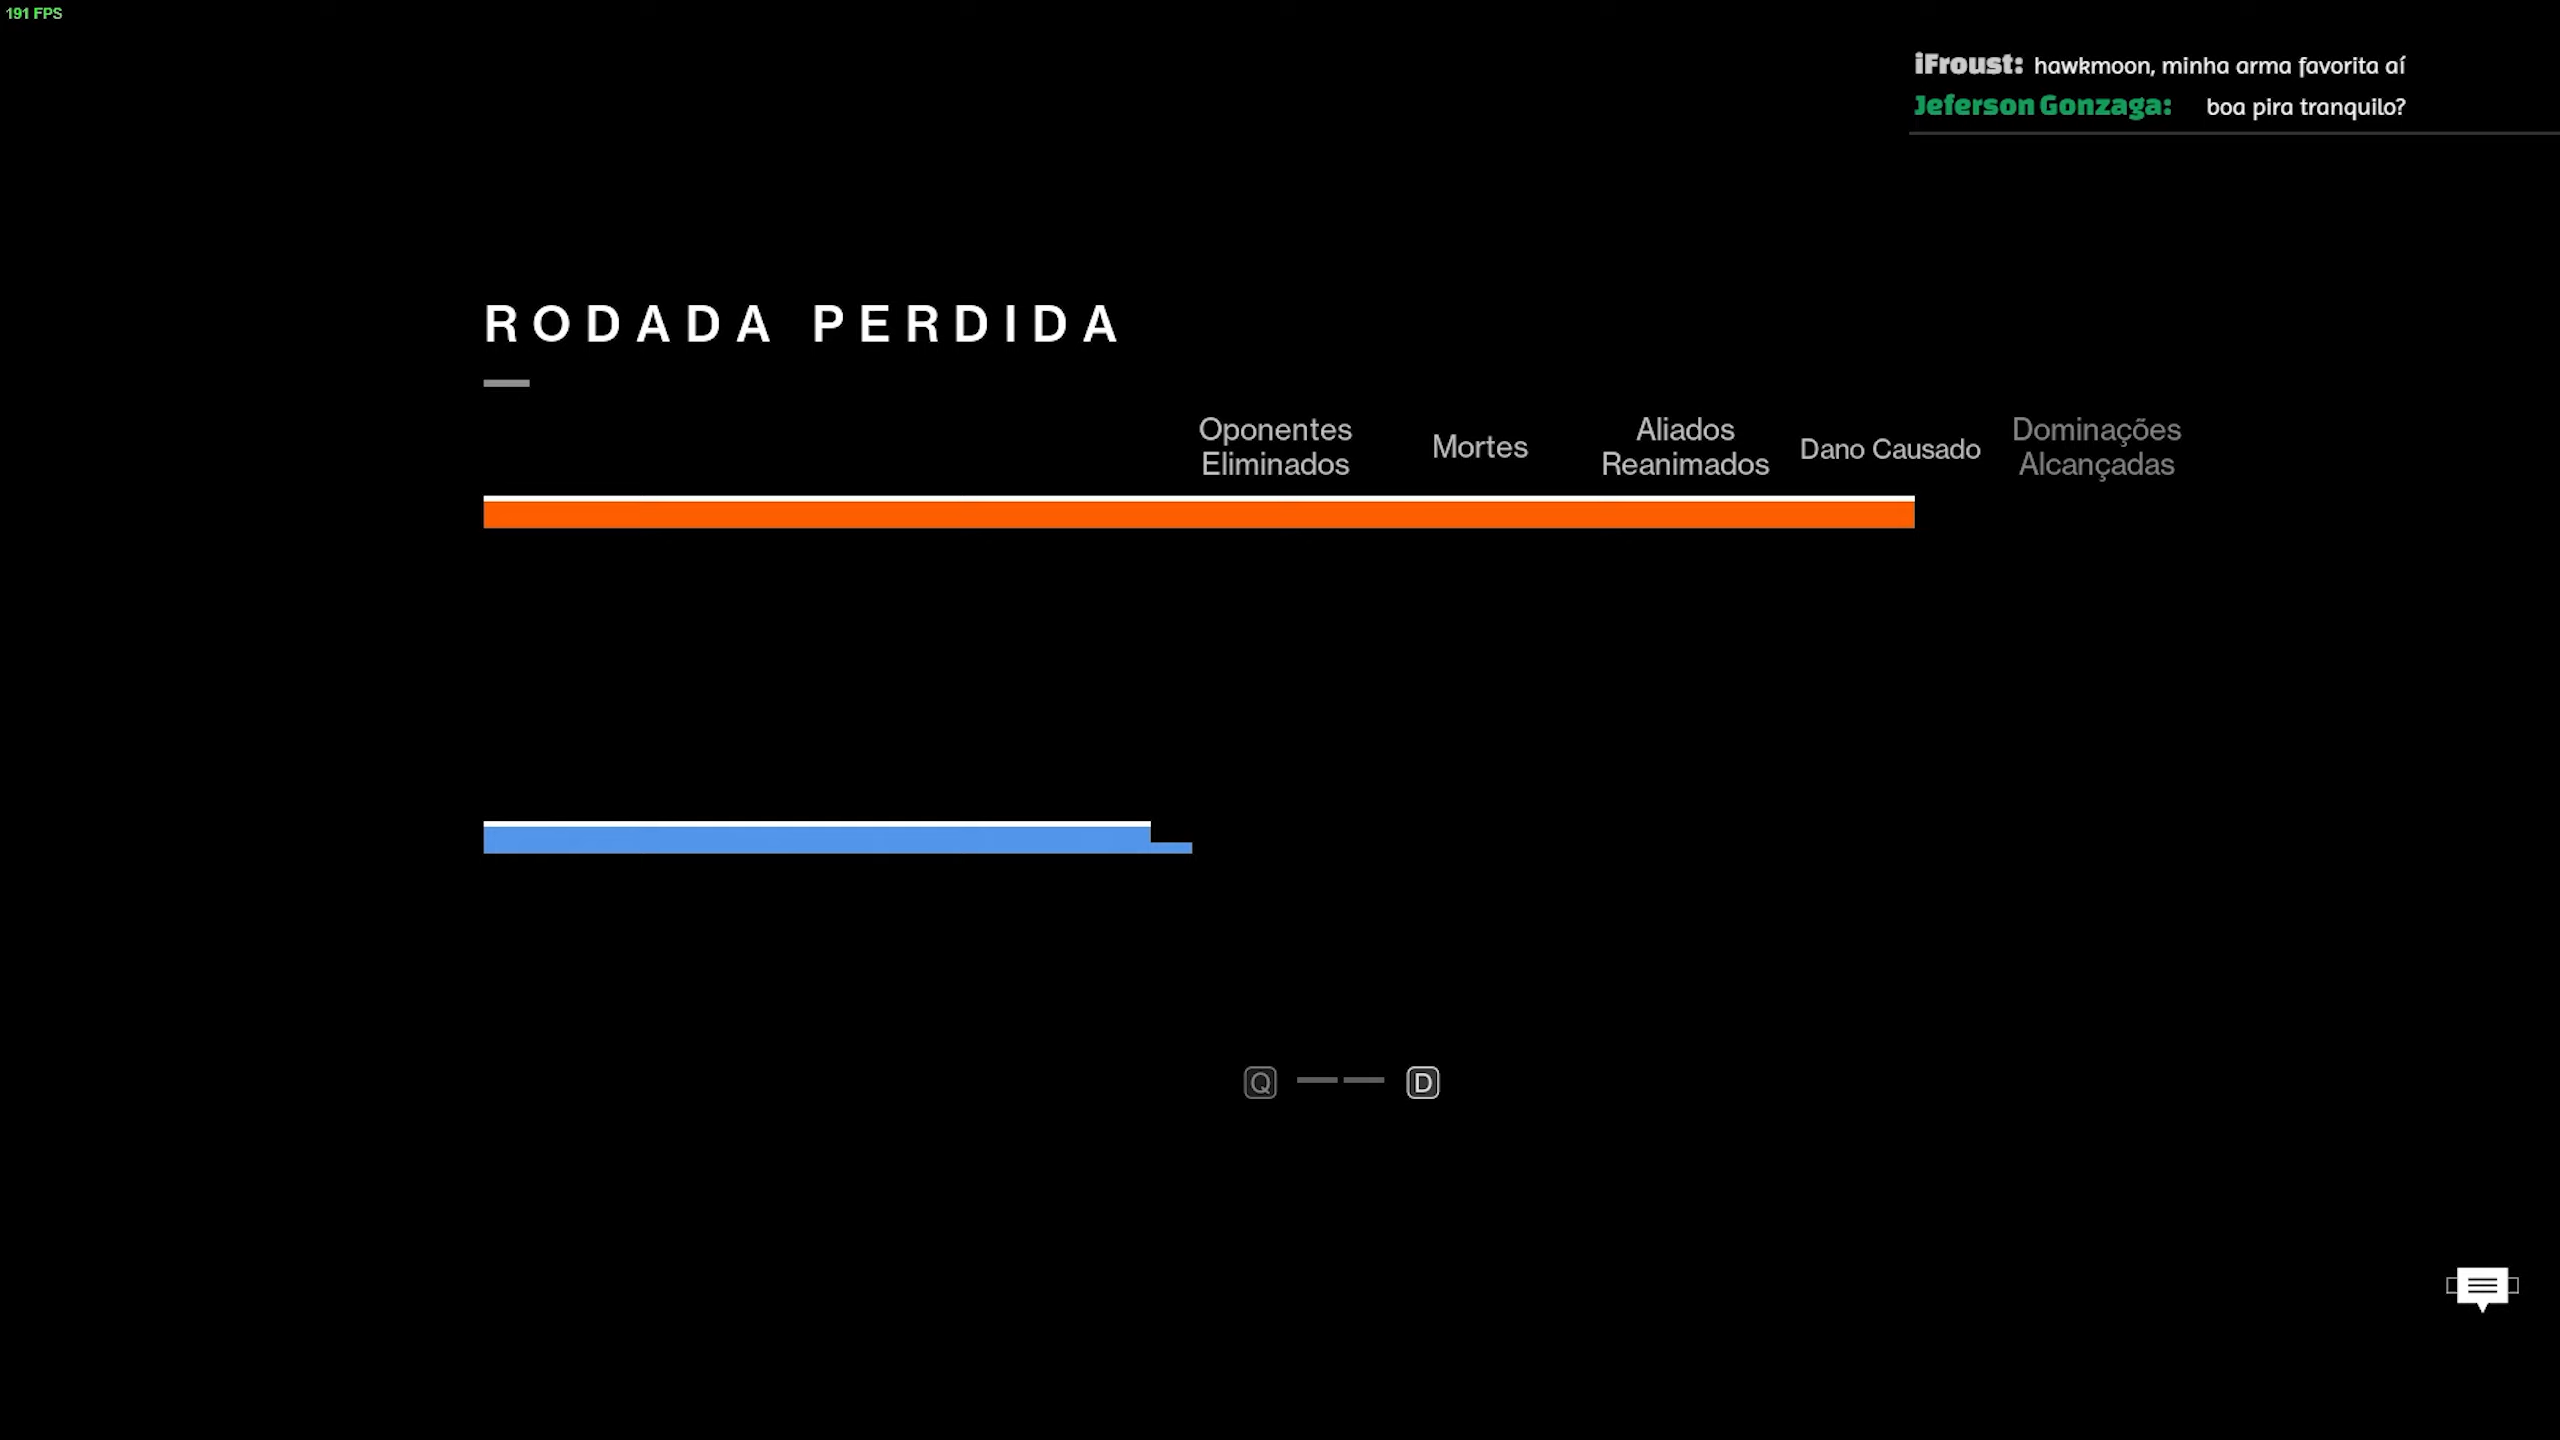 191 FPS
iFroust: hawkmoon, minha arma favorita aí
Jeferson Gonzaga: boa pira tranquilo?
RODADA PERDIDA
Oponentes Eliminados
Mortes
Aliados Reanimados
Dano Causado
Dominações Alcançadas
Q
D